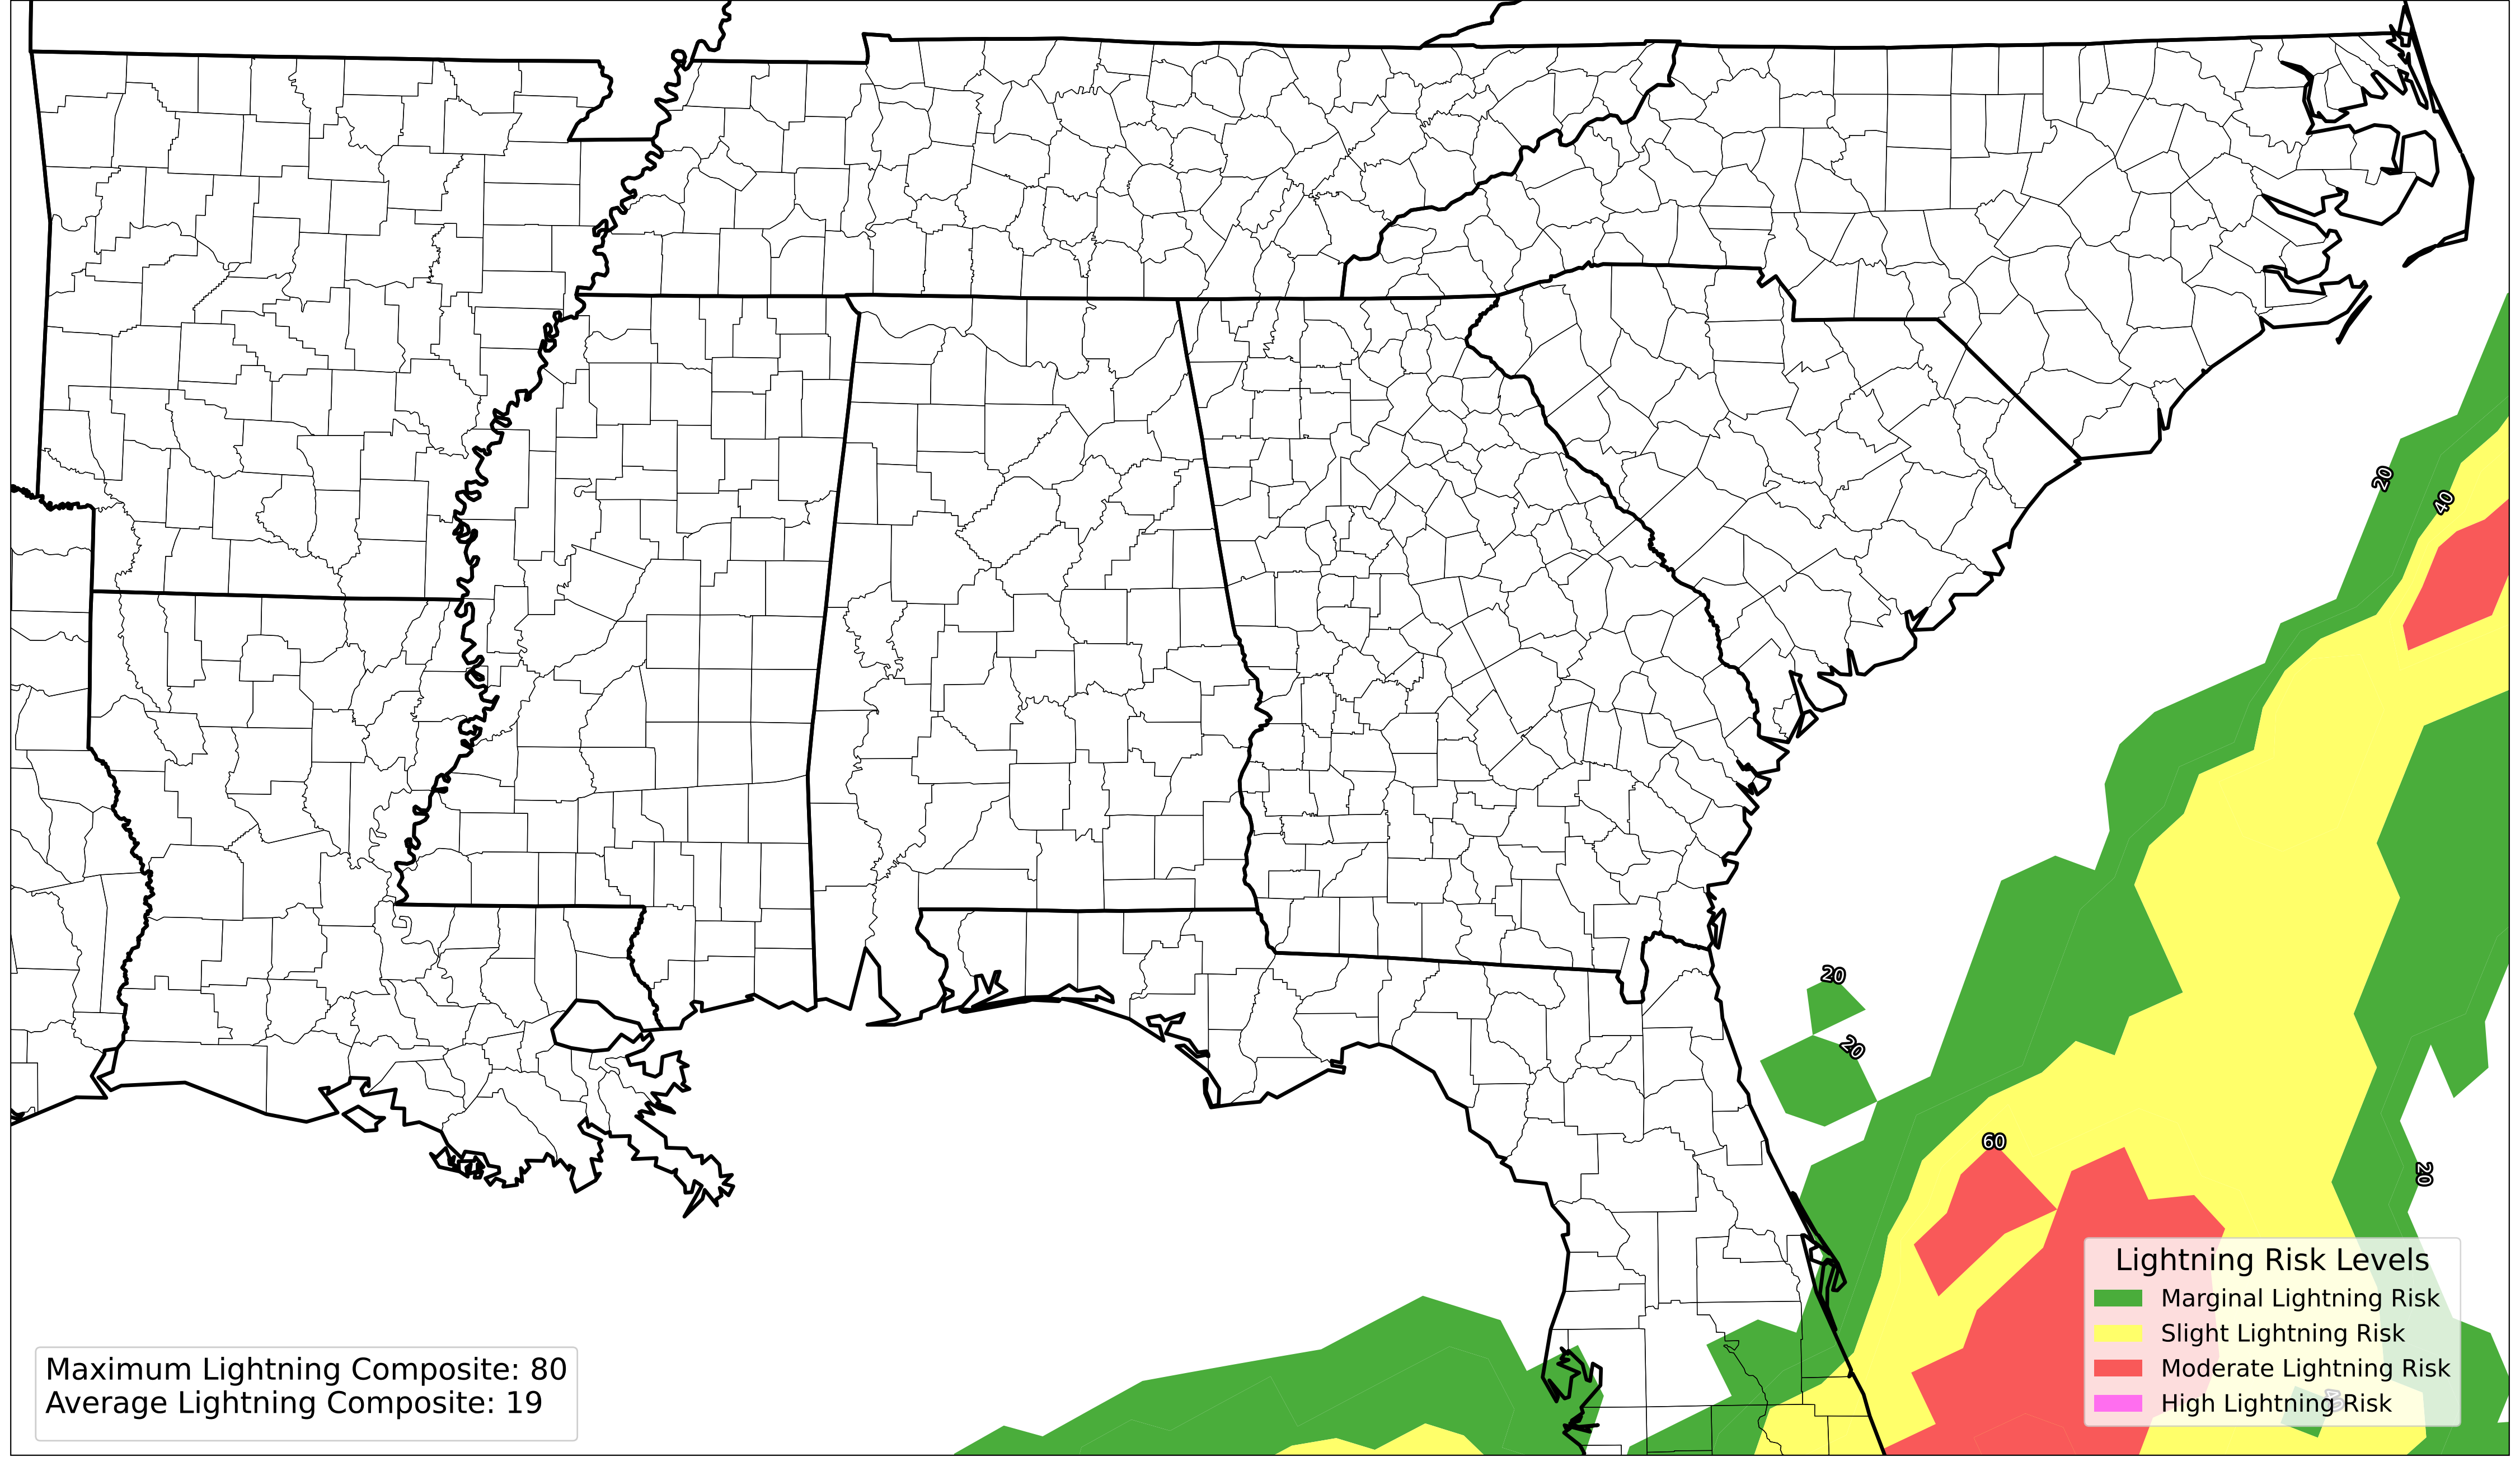 20
40
20
20
60
20
Lightning Risk Levels
Marginal Lightning Risk
Slight Lightning Risk
Moderate Lightning Risk
High Lightning Risk
Maximum Lightning Composite: 80
Average Lightning Composite: 19